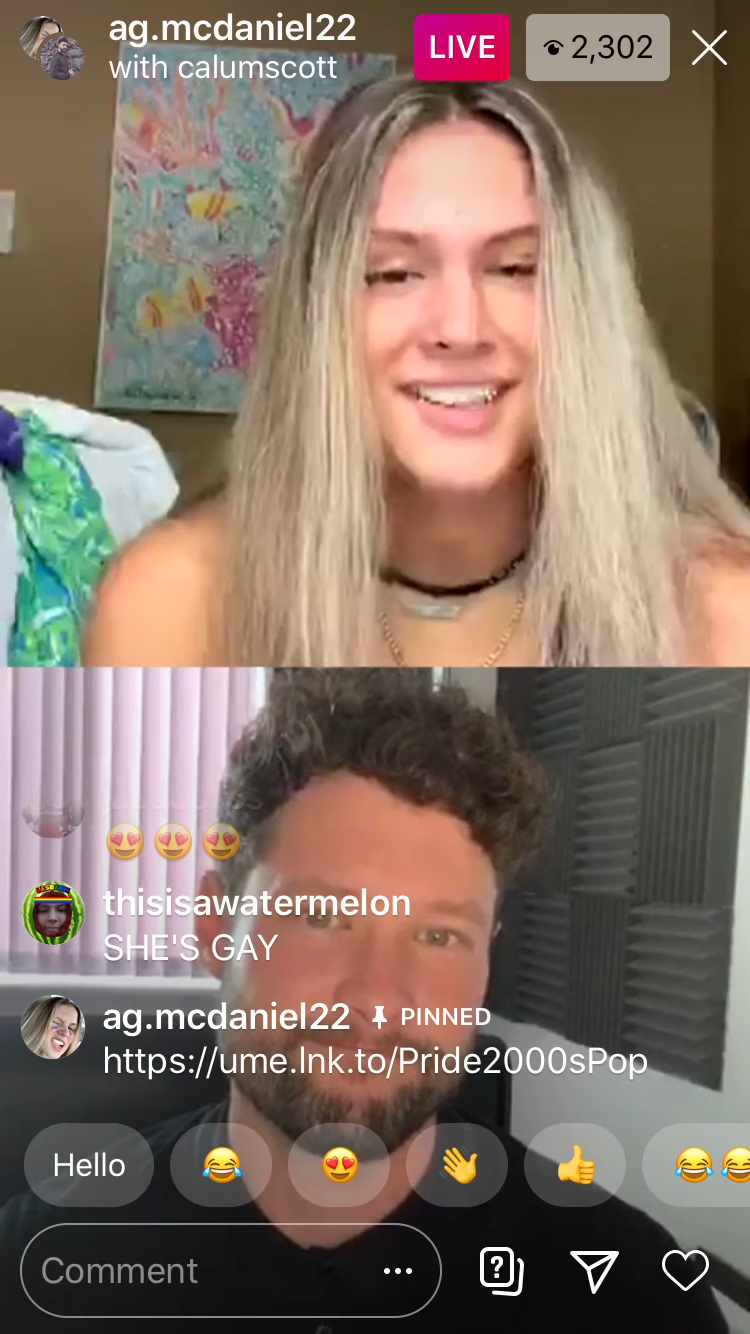 ag.mcdaniel22
LIVE
2,302
with calumscott
thisisawatermelon
SHE'S GAY
ag.mcdaniel22 PINNED
https://ume.lnk.to/Pride2000sPop
Hello
Comment